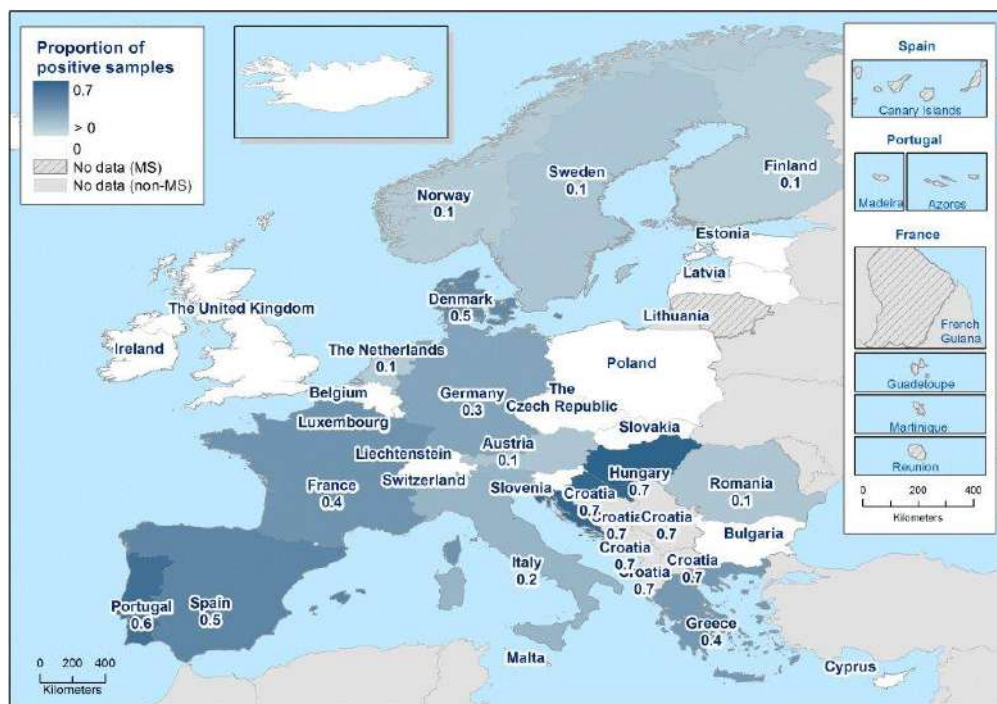 Proportion of
positive samples
0.7
> 0
0
No data (MS)
No data (non-MS)
Norway
0.1
Sweden
0.1
Finland
0.1
Estonia
Latvia
Lithuania
Denmark
0.5
The United Kingdom
Ireland
The Netherlands
0.1
Belgium
Luxembourg
Germany
0.3
Poland
The
Czech Republic
Slovakia
Liechtenstein
Austria
0.1
Switzerland
Slovenia
Hungary
0.7
Romania
0.1
France
0.4
Croatia
0.7
Croatia
0.7
Croatia
0.7
Croatia
0.7
Croatia
0.7
Croatia
0.7
Bulgaria
Italy
0.2
Portugal
0.6
Spain
0.5
Greece
0.4
Malta
Cyprus
0 200 400
Kilometers
Spain
Canary Islands
Portugal
Madeira
Azores
France
French
Guiana
Guadeloupe
Martinique
Reunion
0 200 400
Kilometers